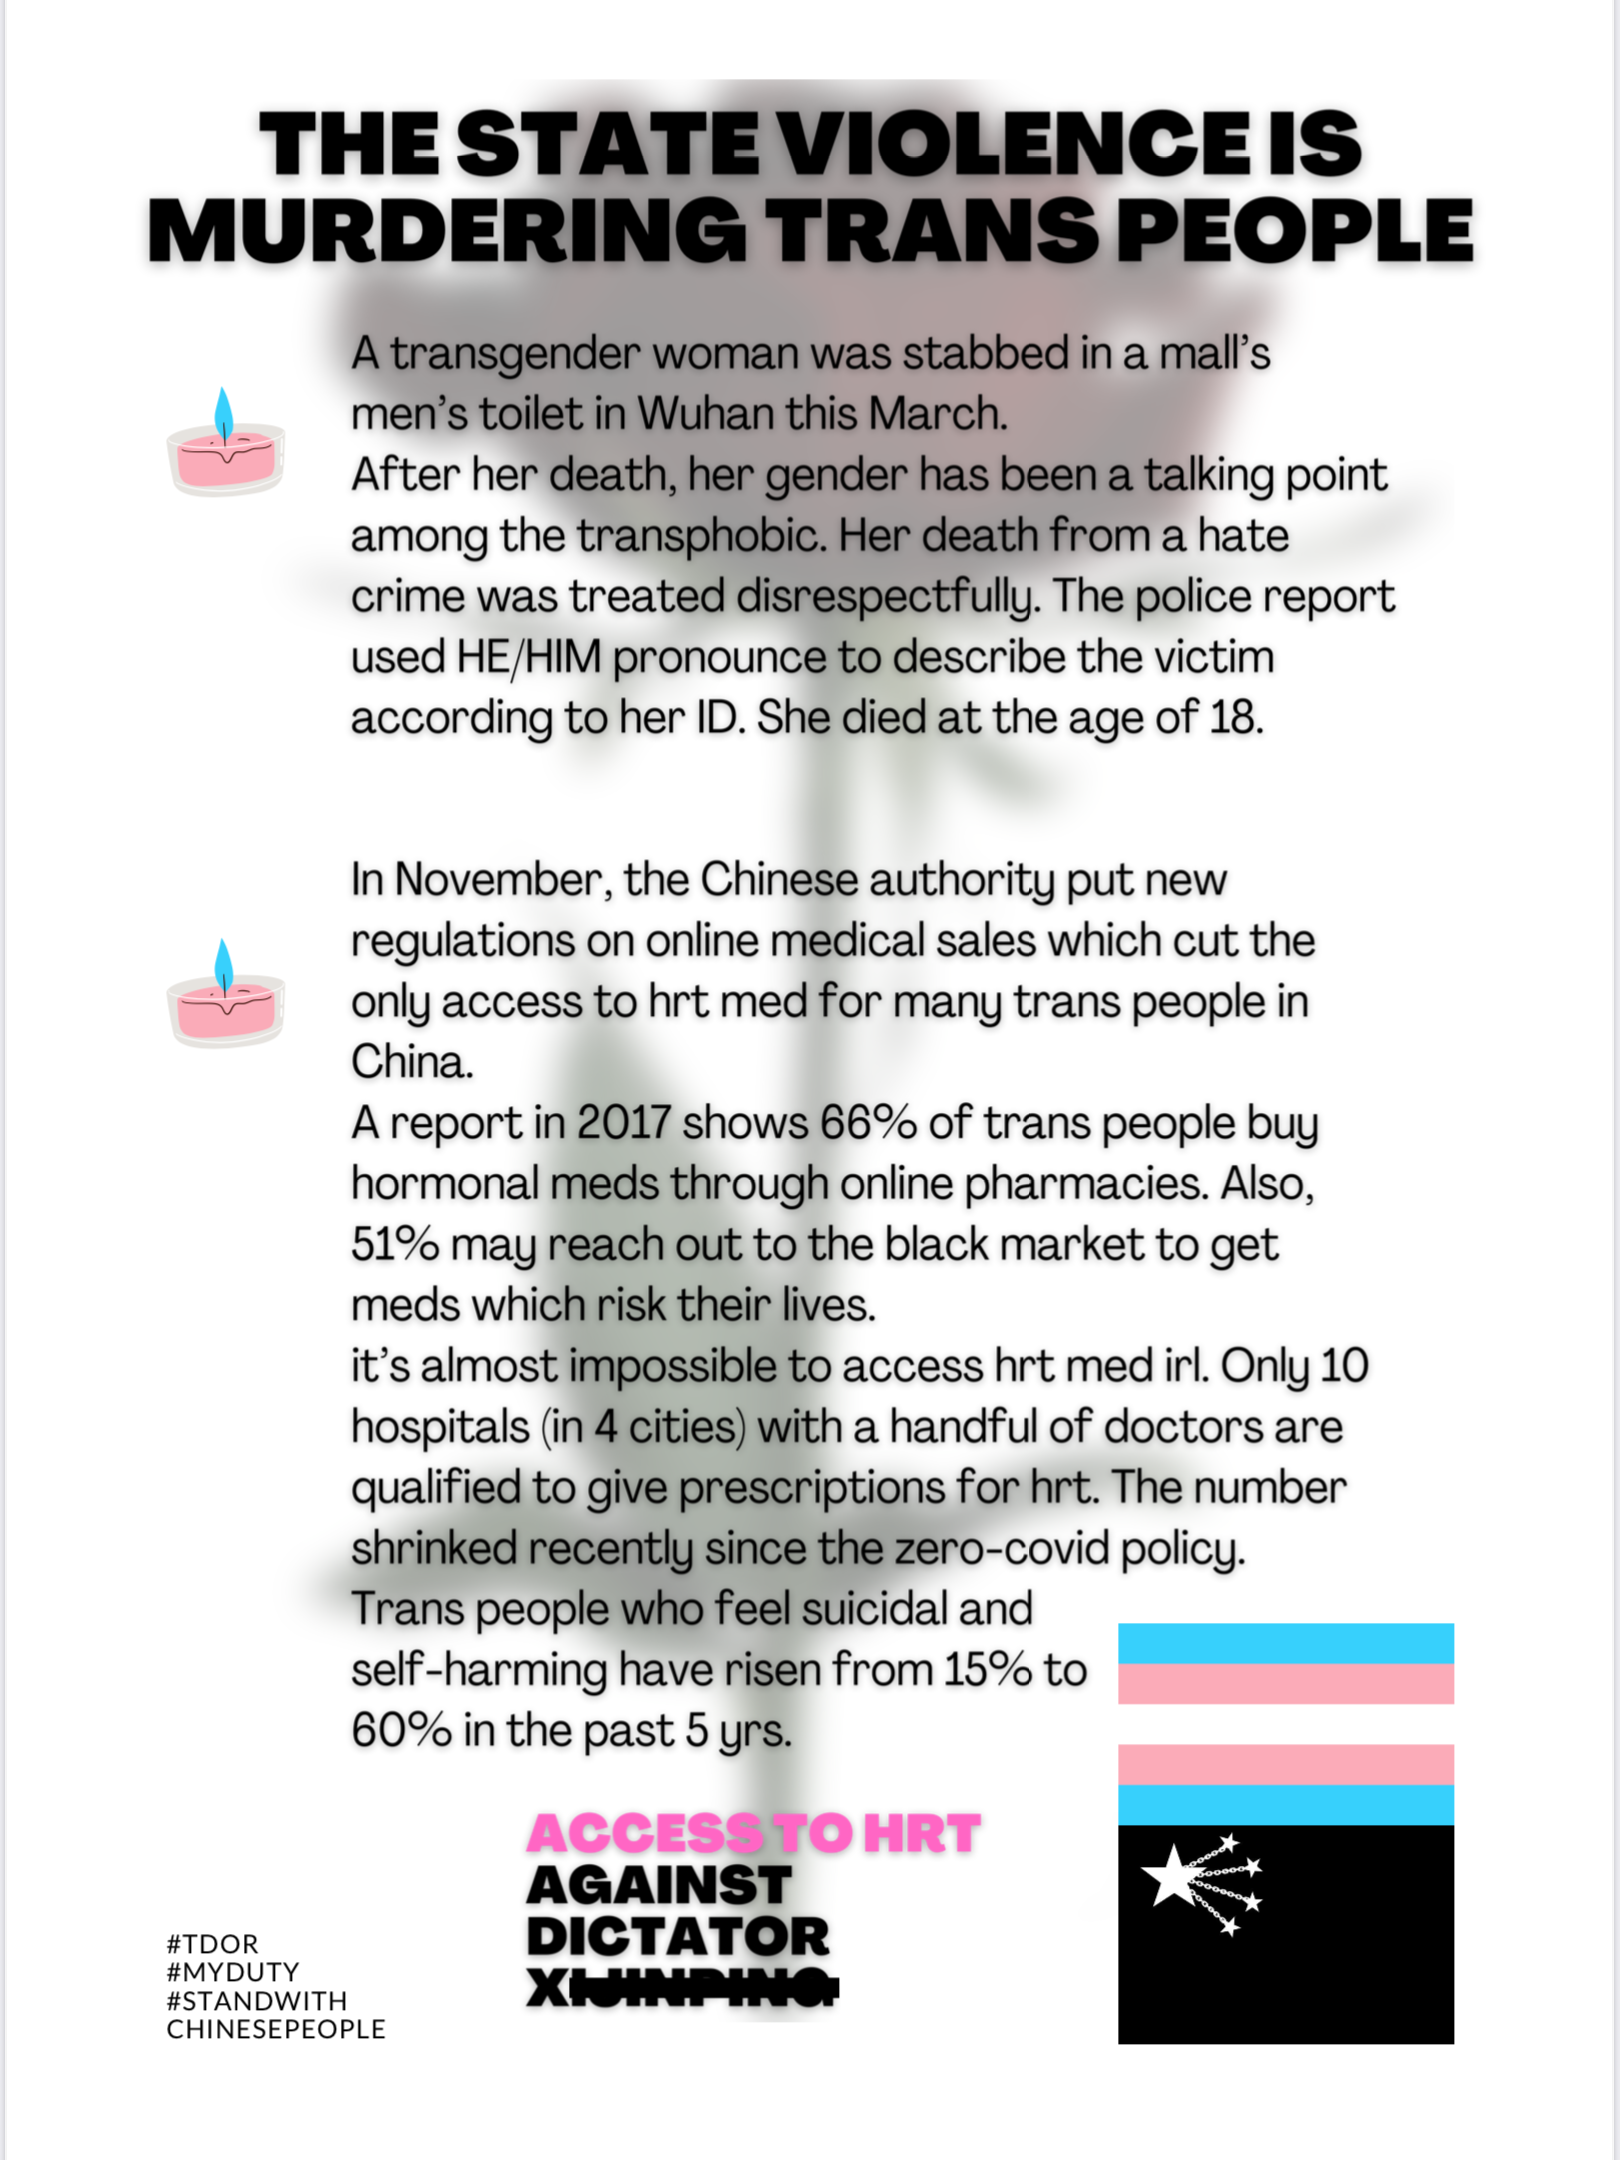 THE STATE VIOLENCE IS
MURDERING TRANS PEOPLE
A transgender woman was stabbed in a mall's
men's toilet in Wuhan this March.
After her death, her gender has been a talking point
among the transphobic. Her death from a hate
crime was treated disrespectfully. The police report
used HE/HIM pronounce to describe the victim
according to her ID. She died at the age of 18.
In November, the Chinese authority put new
regulations on online medical sales which cut the
only access to hrt med for many trans people in
China.
A report in 2017 shows 66% of trans people buy
hormonal meds through online pharmacies. Also,
51% may reach out to the black market to get
meds which risk their lives.
it's almost impossible to access hrt med irl. Only 10
hospitals (in 4 cities) with a handful of doctors are
qualified to give prescriptions for hrt. The number
shrinked recently since the zero-covid policy.
Trans people who feel suicidal and
self-harming have risen from 15% to
60% in the past 5 yrs.
ACCESS TO HRT
AGAINST
DICTATOR
XIJINPING
#TDOR
#MYDUTY
#STANDWITH
CHINESEPEOPLE